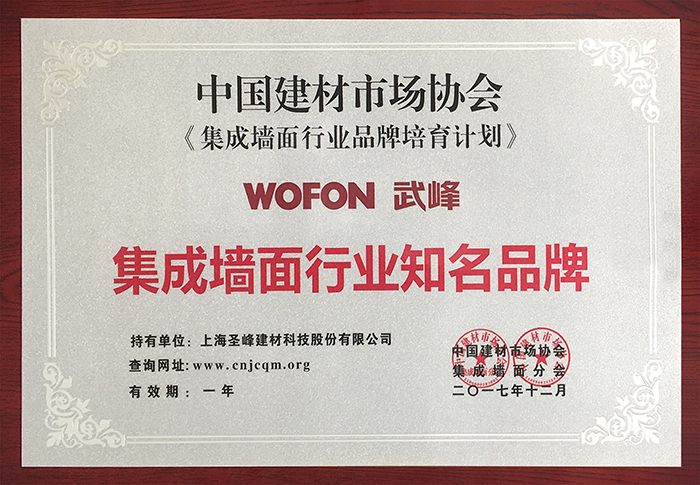 中国建材市场协会
《集成墙面行业品牌培育计划》
WOFON 武峰
集成墙面行业知名品牌
持有单位：上海圣峰建材科技股份有限公司
查询网址：www.cnjcqm.org
有效期：一年
中国建材市场协会
集成墙面分会
二〇一七年十二月